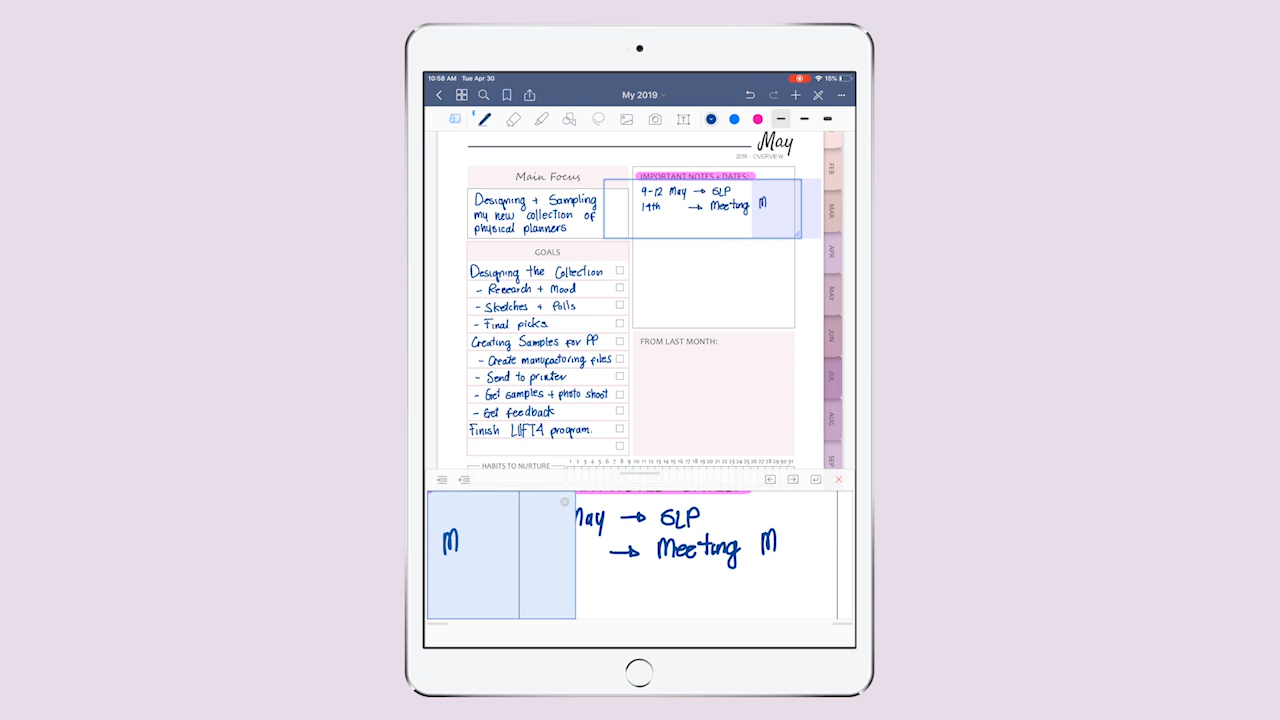 10:58 AM Tue Apr 30
15%
My 2019
May
2019 - OVERVIEW
Main Focus
Designing + Sampling
my new collection of
physical planners
GOALS
Designing the Collection
- Research + Mood
- Sketches + Polls
- Final picks
Creating Samples for PP
- Create manufactoring files
- Send to printer
- Get samples + photo shoot
- Get feedback
Finish LIIFT4 program.
HABITS TO NURTURE
1 2 3 4 5 6 7 8 9 10 11 12 13 14 15 16 17 18 19 20 21 22 23 24 25 26 27 28 29 30 31
IMPORTANT NOTES + DATES:
9-12 May → SLP
14th → Meeting M
FROM LAST MONTH:
FEB
MAR
APR
MAY
JUN
JUL
AUG
SEP
M
May → SLP
→ Meeting M